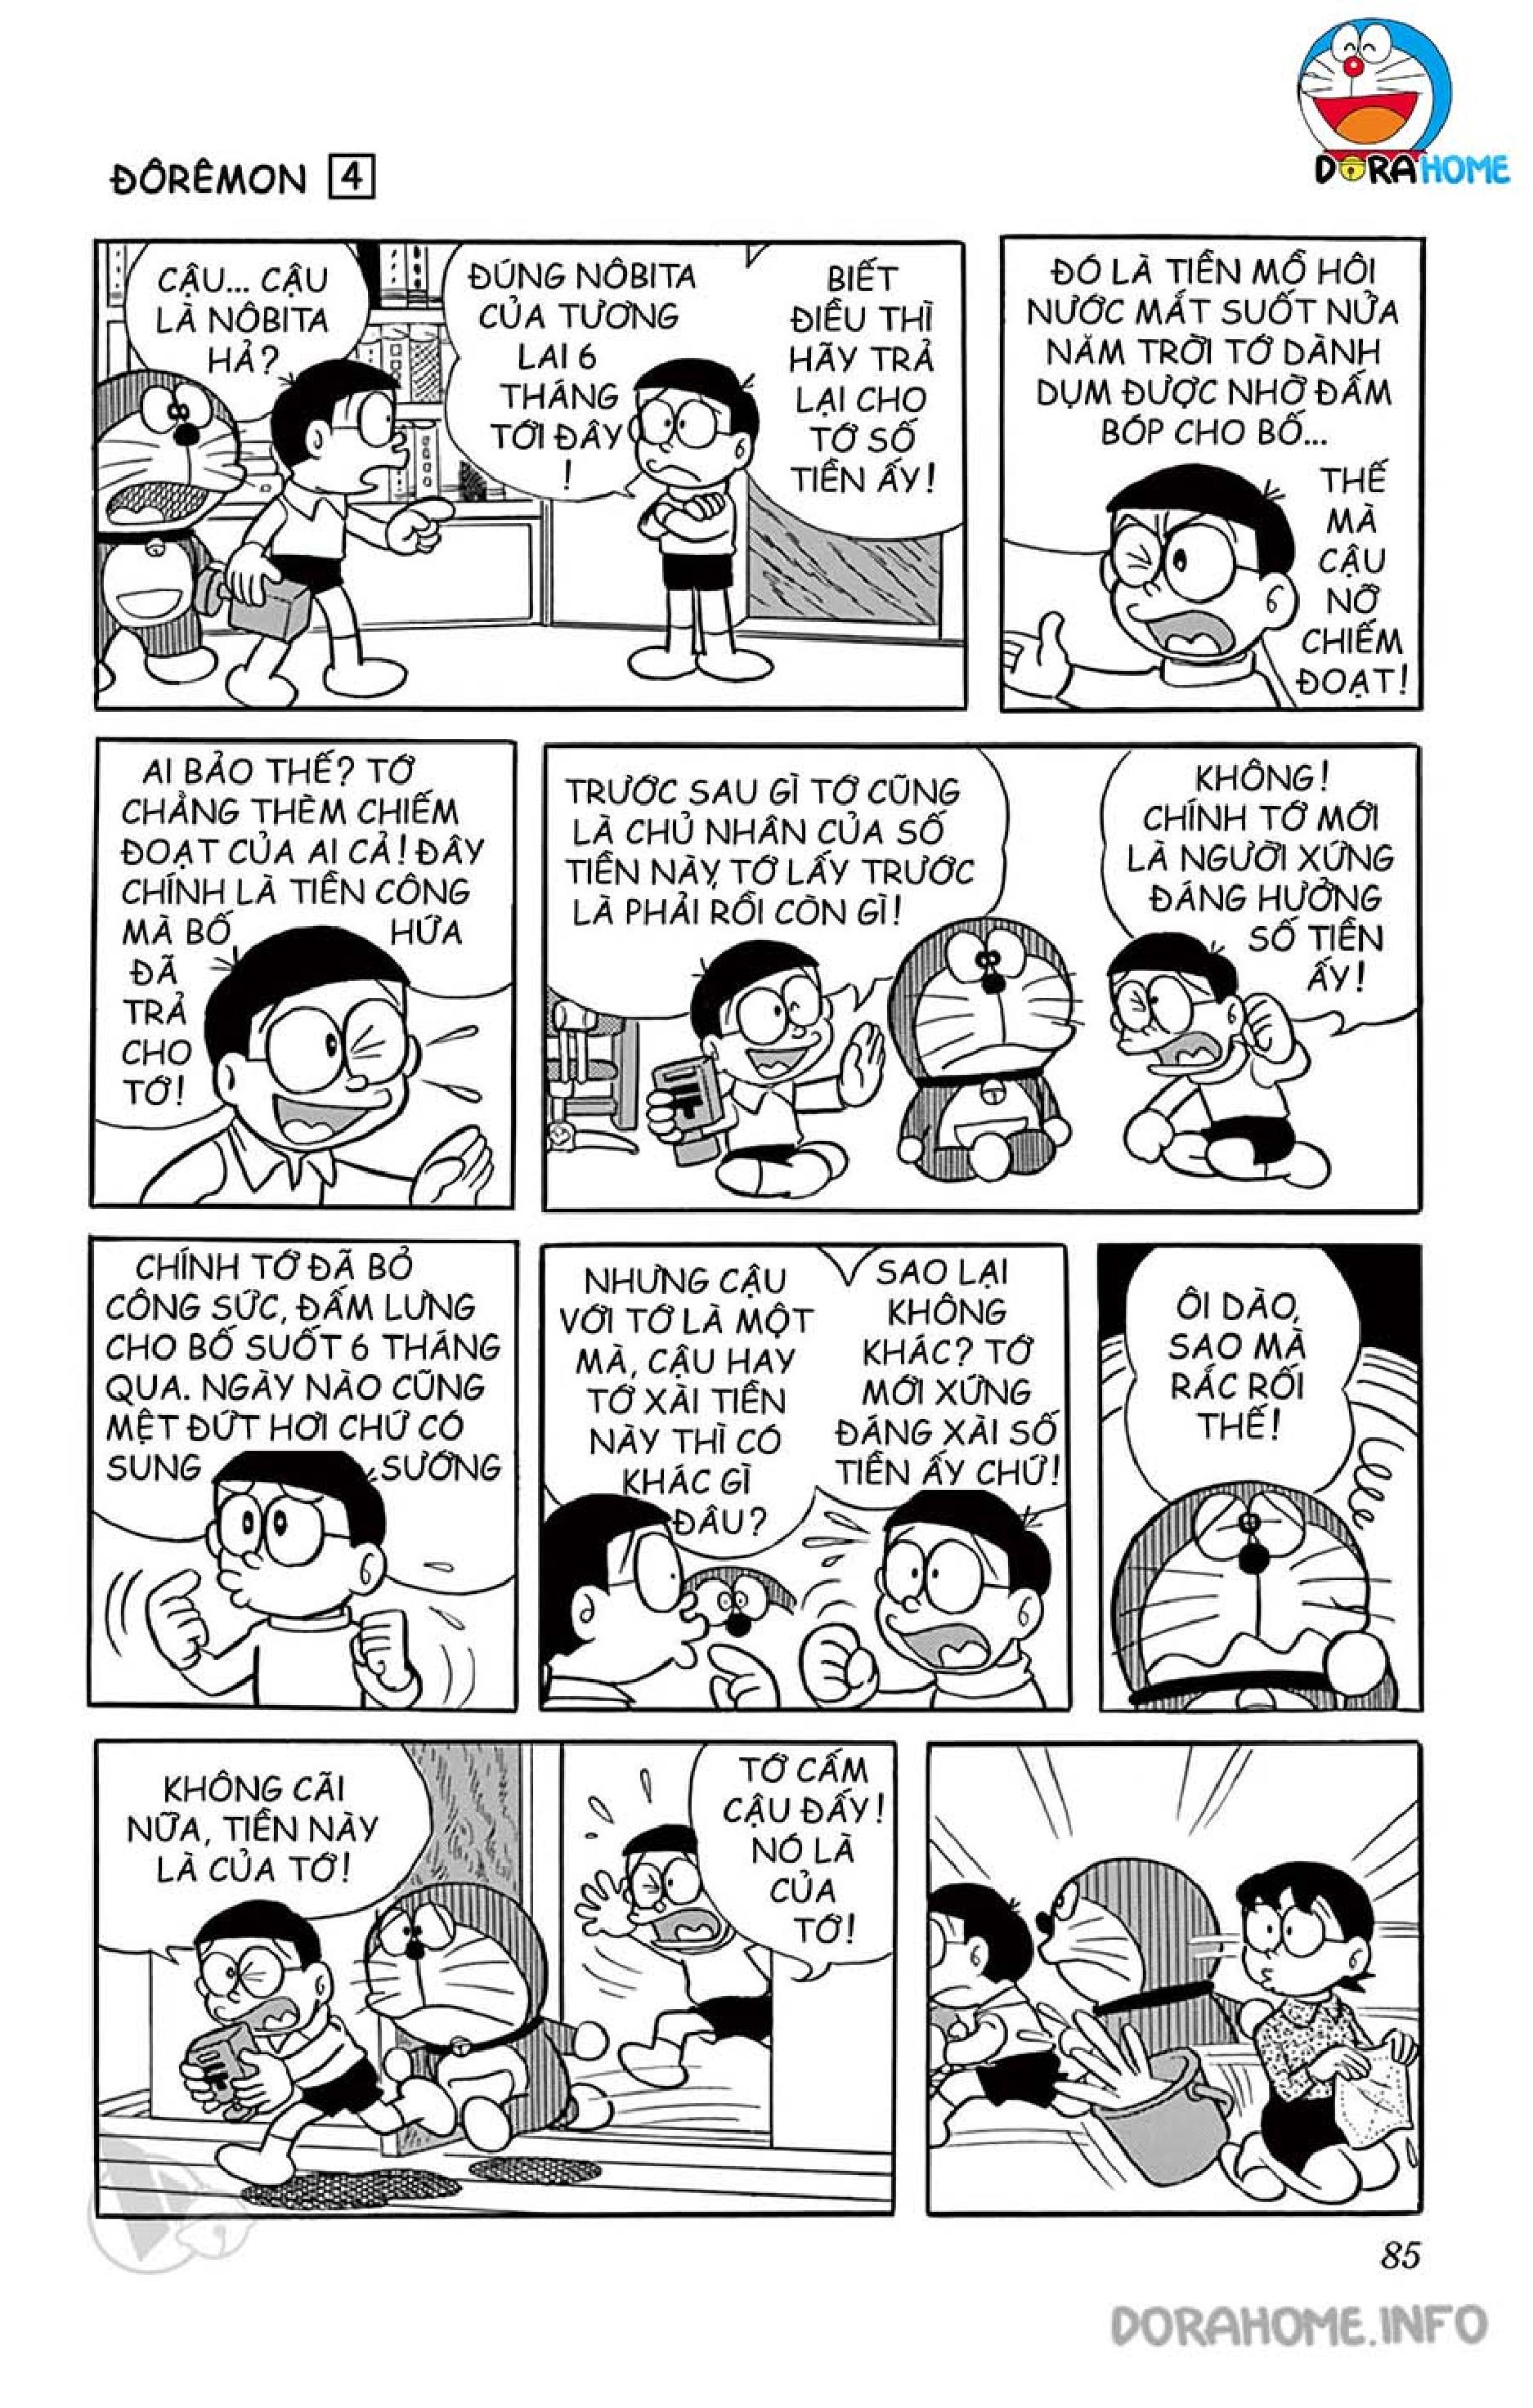 DORAHOME
ĐÔRÊMON 4
CẬU... CẬU
LÀ NÔBITA
HẢ?
ĐÚNG NÔBITA
CỦA TƯƠNG
LAI 6
THÁNG
TỚI ĐÂY
!
BIẾT
ĐIỀU THÌ
HÃY TRẢ
LẠI CHO
TỚ SỐ
TIỀN ẤY!
ĐÓ LÀ TIỀN MỒ HÔI
NƯỚC MẮT SUỐT NỬA
NĂM TRỜI TỚ DÀNH
DỤM ĐƯỢC NHỜ ĐẤM
BÓP CHO BỐ...
THẾ
MÀ
CẬU
NỠ
CHIẾM
ĐOẠT!
AI BẢO THẾ? TỚ
CHẲNG THÈM CHIẾM
ĐOẠT CỦA AI CẢ! ĐÂY
CHÍNH LÀ TIỀN CÔNG
MÀ BỐ HỨA
ĐÃ
TRẢ
CHO
TỚ!
TRƯỚC SAU GÌ TỚ CŨNG
LÀ CHỦ NHÂN CỦA SỐ
TIỀN NÀY, TỚ LẤY TRƯỚC
LÀ PHẢI RỒI CÒN GÌ!
KHÔNG!
CHÍNH TỚ MỚI
LÀ NGƯỜI XỨNG
ĐÁNG HƯỞNG
SỐ TIỀN
ẤY!
CHÍNH TỚ ĐÃ BỎ
CÔNG SỨC, ĐẤM LƯNG
CHO BỐ SUỐT 6 THÁNG
QUA. NGÀY NÀO CŨNG
MỆT ĐỨT HƠI CHỨ CÓ
SUNG SƯỚNG
NHƯNG CẬU
VỚI TỚ LÀ MỘT
MÀ, CẬU HAY
TỚ XÀI TIỀN
NÀY THÌ CÓ
KHÁC GÌ
ĐÂU?
SAO LẠI
KHÔNG
KHÁC? TỚ
MỚI XỨNG
ĐÁNG XÀI SỐ
TIỀN ẤY CHỨ!
ÔI DÀO,
SAO MÀ
RẮC RỐI
THẾ!
KHÔNG CÃI
NỮA, TIỀN NÀY
LÀ CỦA TỚ!
TỚ CẤM
CẬU ĐẤY!
NÓ LÀ
CỦA
TỚ!
85
DORAHOME.INFO